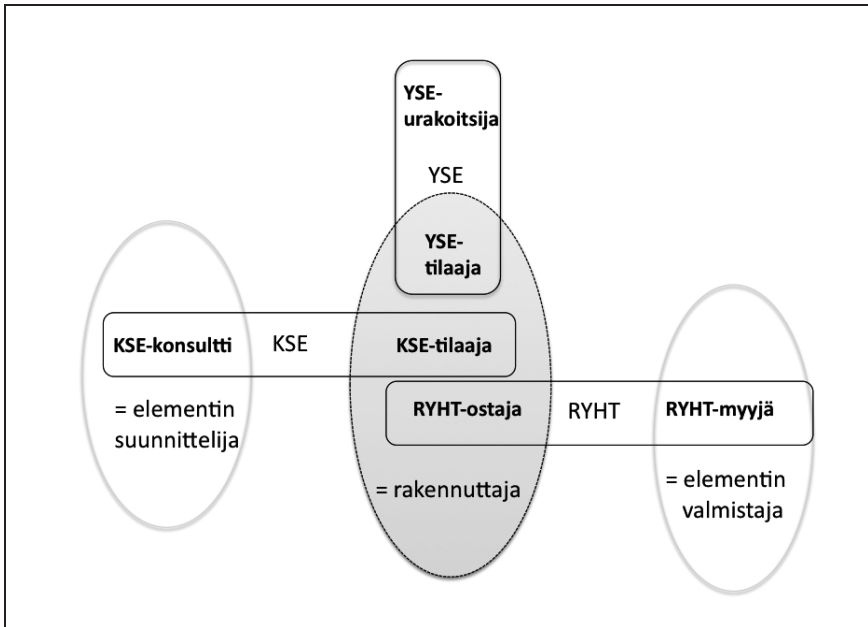 YSE-
urakoitsija
YSE
YSE-
tilaaja
KSE-konsultti KSE KSE-tilaaja
= elementin
suunnittelija
RYHT-ostaja RYHT RYHT-myyjä
= rakennuttaja
= elementin
valmistaja